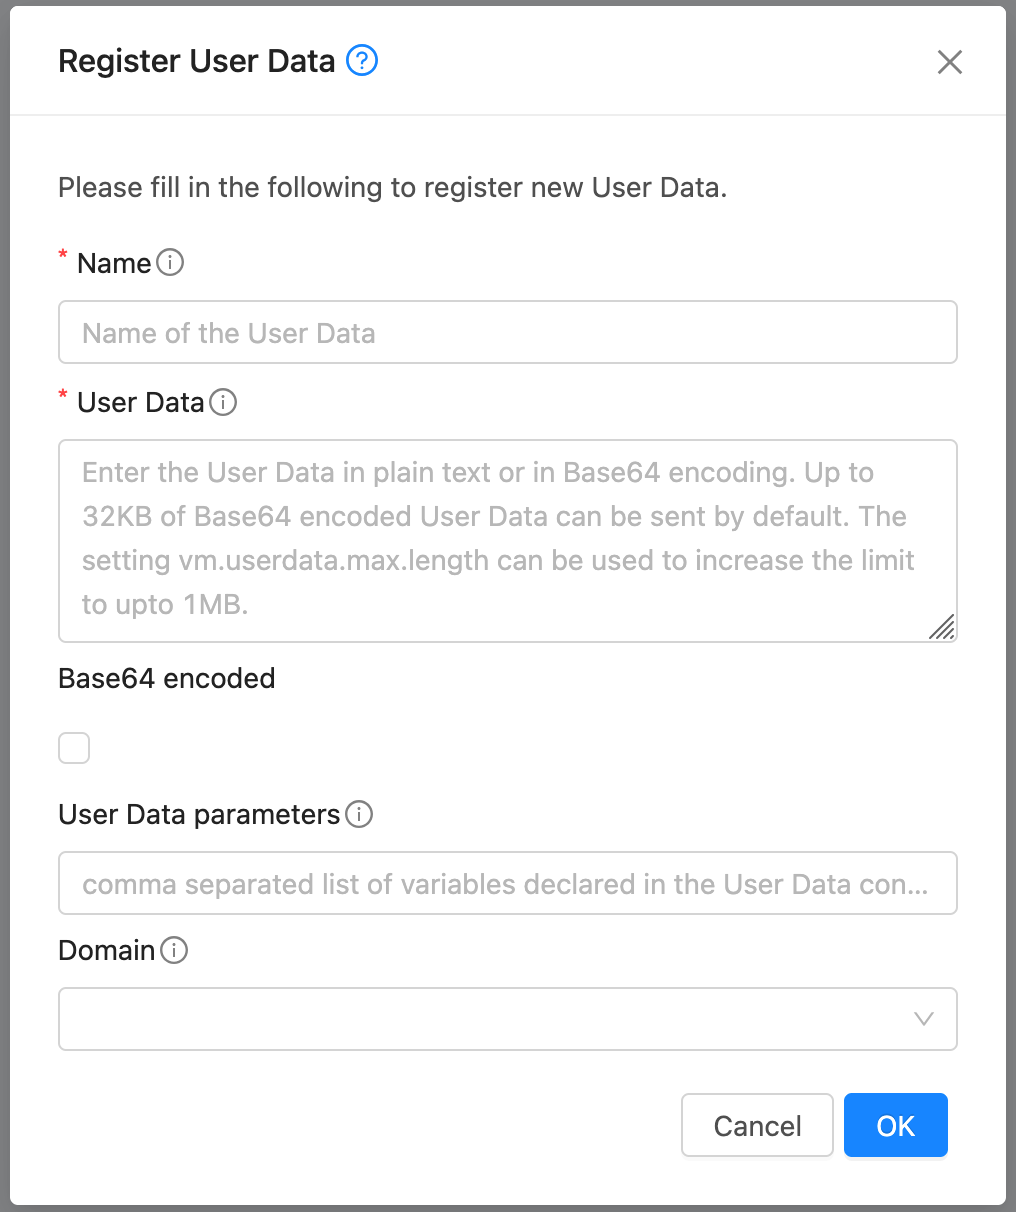 Register User Data
Please fill in the following to register new User Data.
* Name
Name of the User Data
* User Data
Enter the User Data in plain text or in Base64 encoding. Up to
32KB of Base64 encoded User Data can be sent by default. The
setting vm.userdata.max.length can be used to increase the limit
to upto 1MB.
Base64 encoded
User Data parameters
comma separated list of variables declared in the User Data con...
Domain
Cancel
OK